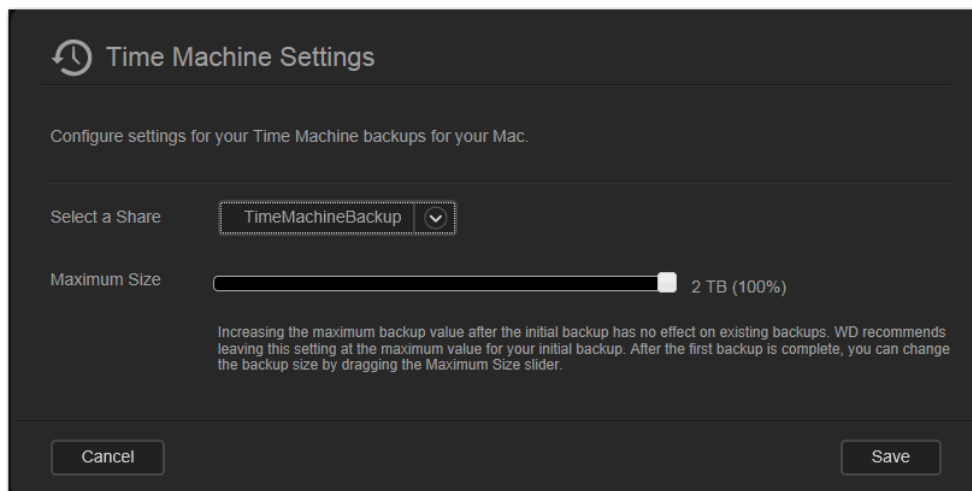 Time Machine Settings
Configure settings for your Time Machine backups for your Mac.
Select a Share
TimeMachineBackup
Maximum Size
2 TB (100%)
Increasing the maximum backup value after the initial backup has no effect on existing backups. WD recommends
leaving this setting at the maximum value for your initial backup. After the first backup is complete, you can change
the backup size by dragging the Maximum Size slider.
Cancel
Save